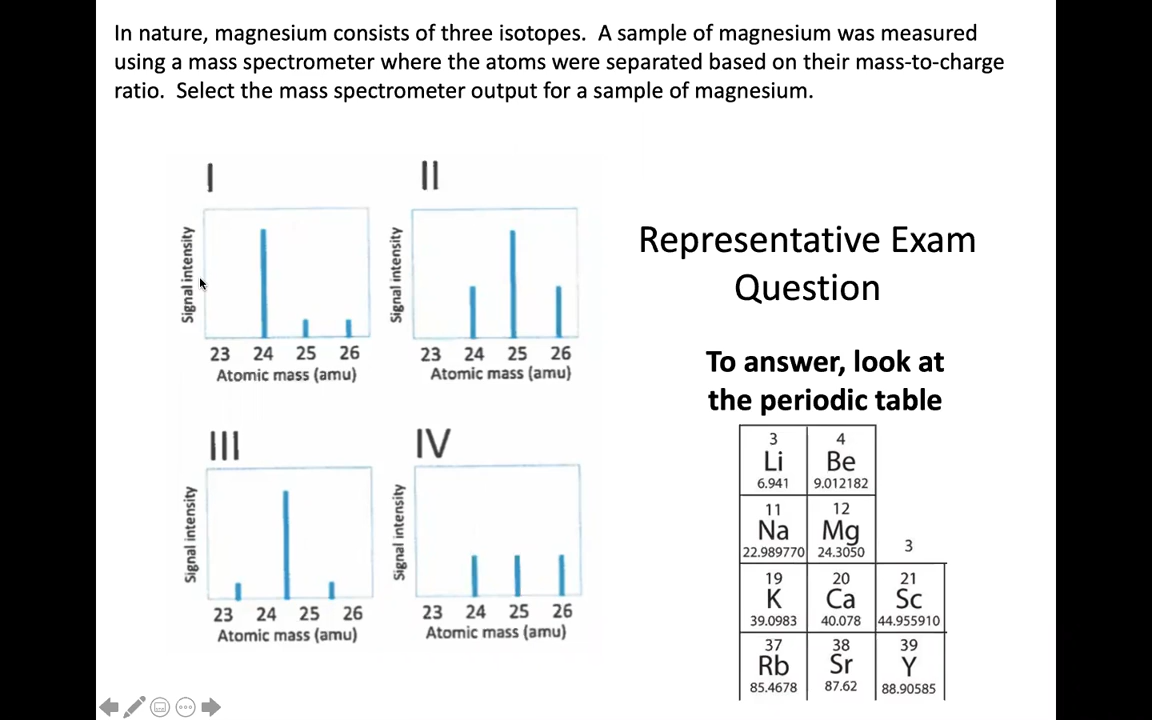 In nature, magnesium consists of three isotopes.  A sample of magnesium was measured
using a mass spectrometer where the atoms were separated based on their mass-to-charge
ratio.  Select the mass spectrometer output for a sample of magnesium.
I
Signal intensity
23 24 25 26
Atomic mass (amu)
II
Signal intensity
23 24 25 26
Atomic mass (amu)
III
Signal intensity
23 24 25 26
Atomic mass (amu)
IV
Signal intensity
23 24 25 26
Atomic mass (amu)
Representative Exam
Question
To answer, look at
the periodic table
3 4
Li Be
6.941 9.012182
11 12
Na Mg
22.989770 24.3050
3
19 20 21
K Ca Sc
39.0983 40.078 44.955910
37 38 39
Rb Sr Y
85.4678 87.62 88.90585